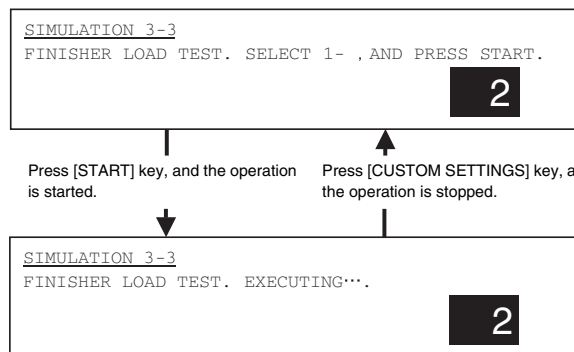 SIMULATION 3-3
FINISHER LOAD TEST. SELECT 1- , AND PRESS START.
2
Press [START] key, and the operation
is started.
Press [CUSTOM SETTINGS] key, a
the operation is stopped.
SIMULATION 3-3
FINISHER LOAD TEST. EXECUTING···.
2